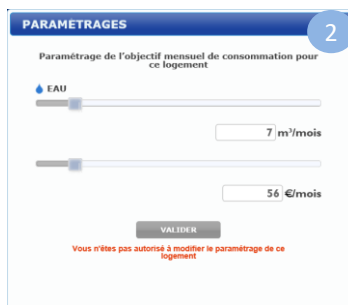 PARAMÉTRAGES
2
Paramétrage de l'objectif mensuel de consommation pour
ce logement
EAU
7 m³/mois
56 €/mois
VALIDER
Vous n'êtes pas autorisé à modifier le paramétrage de ce
logement